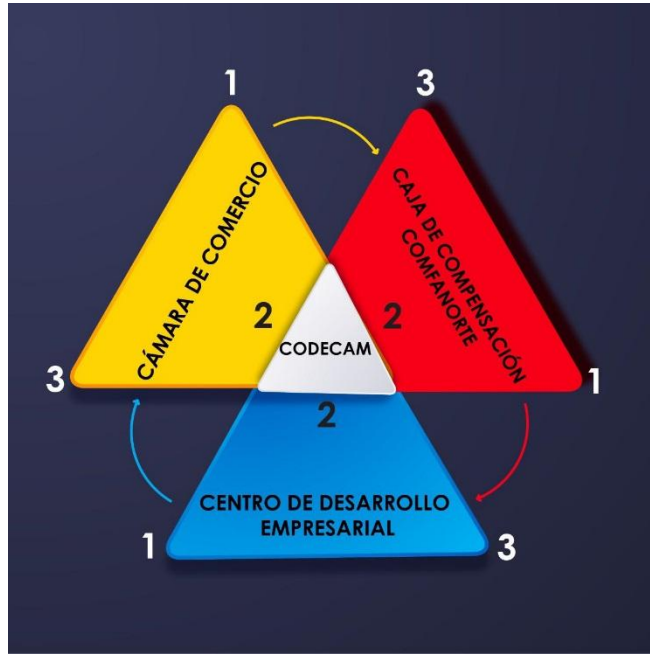 1
3
CÁMARA DE COMERCIO
CAJA DE COMPENSACIÓN
COMFANORTE
2
2
CODECAM
3
1
2
CENTRO DE DESARROLLO
EMPRESARIAL
1
3